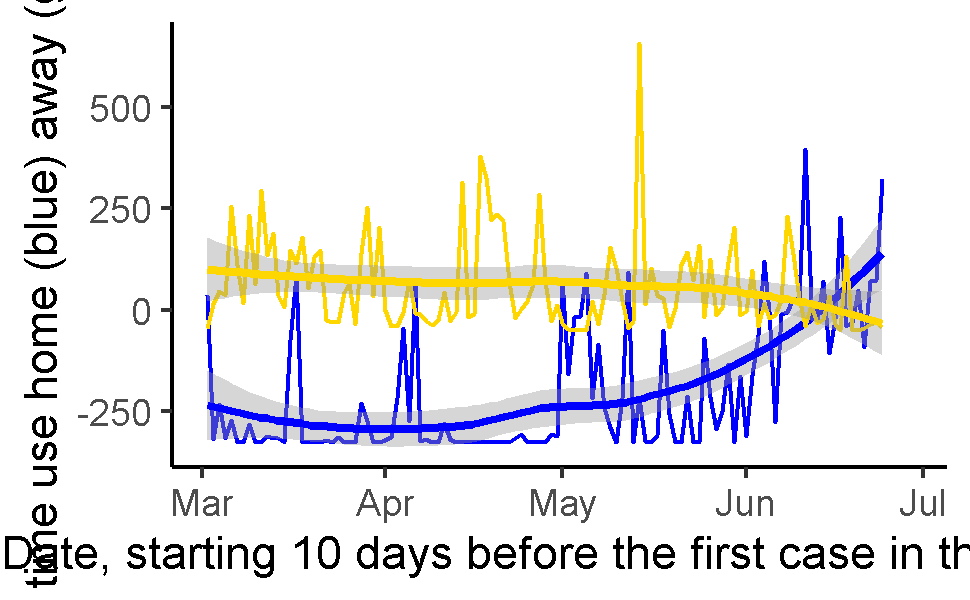 time use home (blue) away (
500
250
0
-250
Mar Apr May Jun Jul
Date, starting 10 days before the first case in th